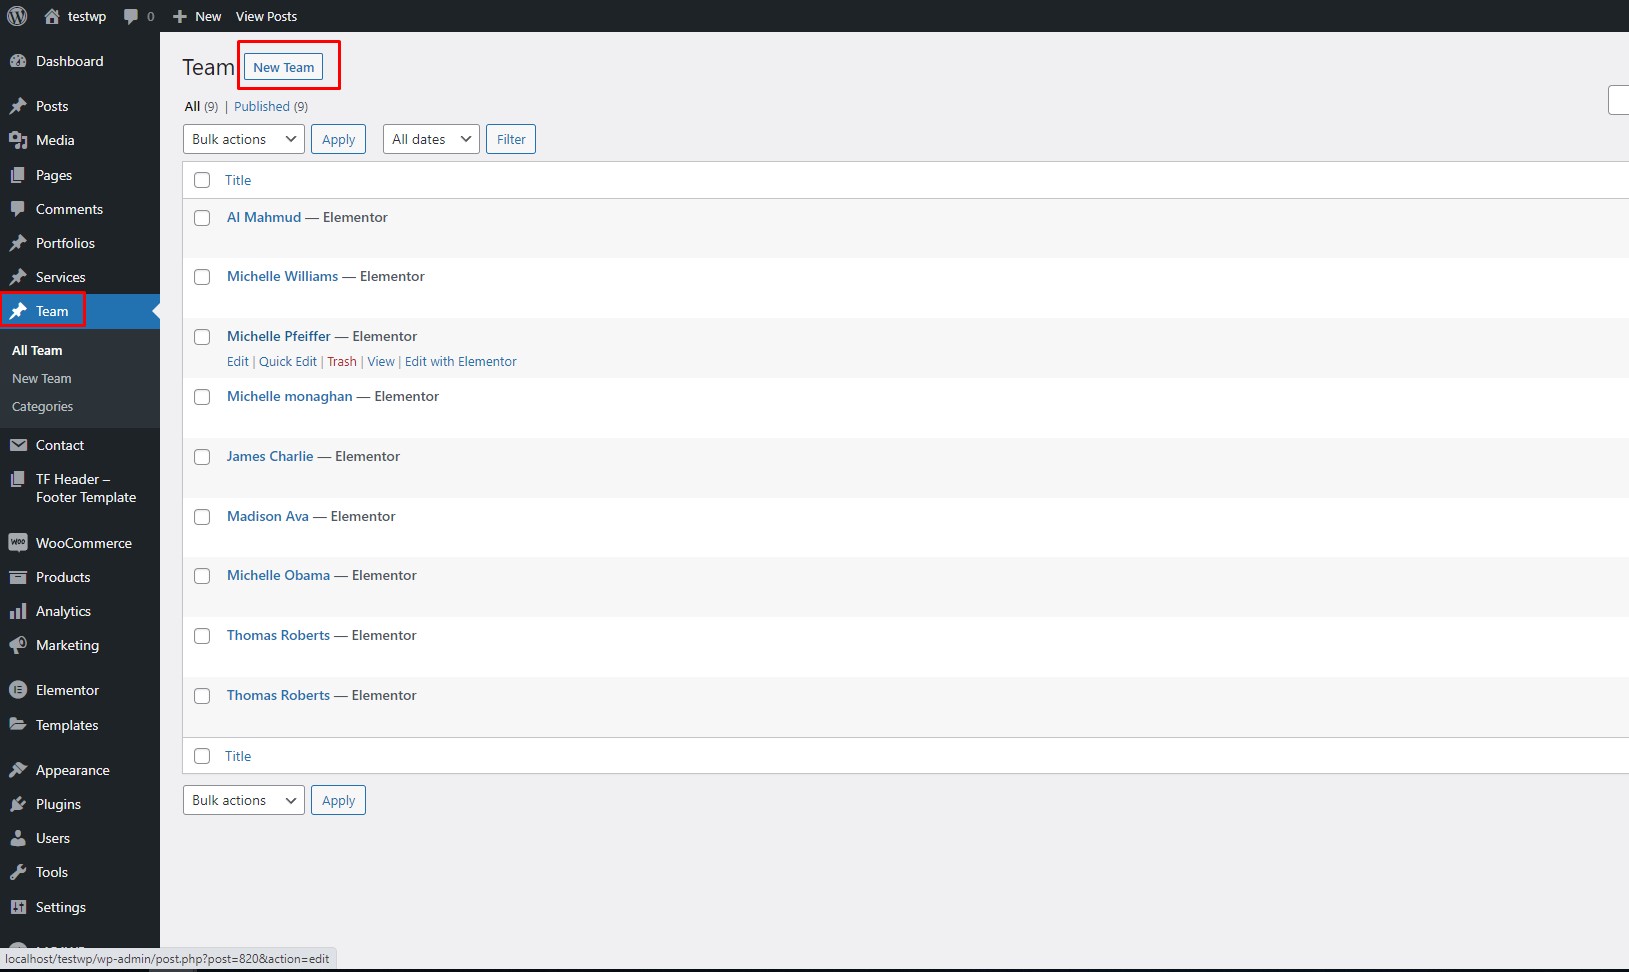 testwp 0 New View Posts
Dashboard
Posts
Media
Pages
Comments
Portfolios
Services
Team
All Team
New Team
Categories
Contact
TF Header –
Footer Template
WooCommerce
Products
Analytics
Marketing
Elementor
Templates
Appearance
Plugins
Users
Tools
Settings
Team New Team
All (9) | Published (9)
Bulk actions Apply All dates Filter
Title
Al Mahmud — Elementor
Michelle Williams — Elementor
Michelle Pfeiffer — Elementor
Edit | Quick Edit | Trash | View | Edit with Elementor
Michelle monaghan — Elementor
James Charlie — Elementor
Madison Ava — Elementor
Michelle Obama — Elementor
Thomas Roberts — Elementor
Thomas Roberts — Elementor
Title
Bulk actions Apply
localhost/testwp/wp-admin/post.php?post=820&action=edit